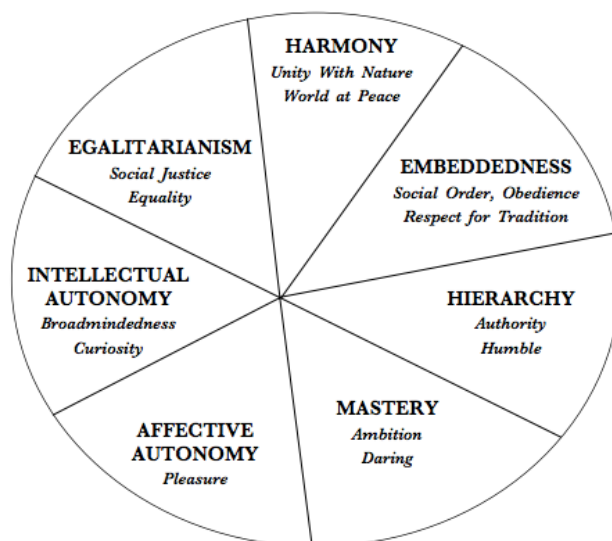 HARMONY
Unity With Nature
World at Peace
EGALITARIANISM
Social Justice
Equality
EMBEDDEDNESS
Social Order, Obedience
Respect for Tradition
INTELLECTUAL
AUTONOMY
Broadmindedness
Curiosity
HIERARCHY
Authority
Humble
AFFECTIVE
AUTONOMY
Pleasure
MASTERY
Ambition
Daring